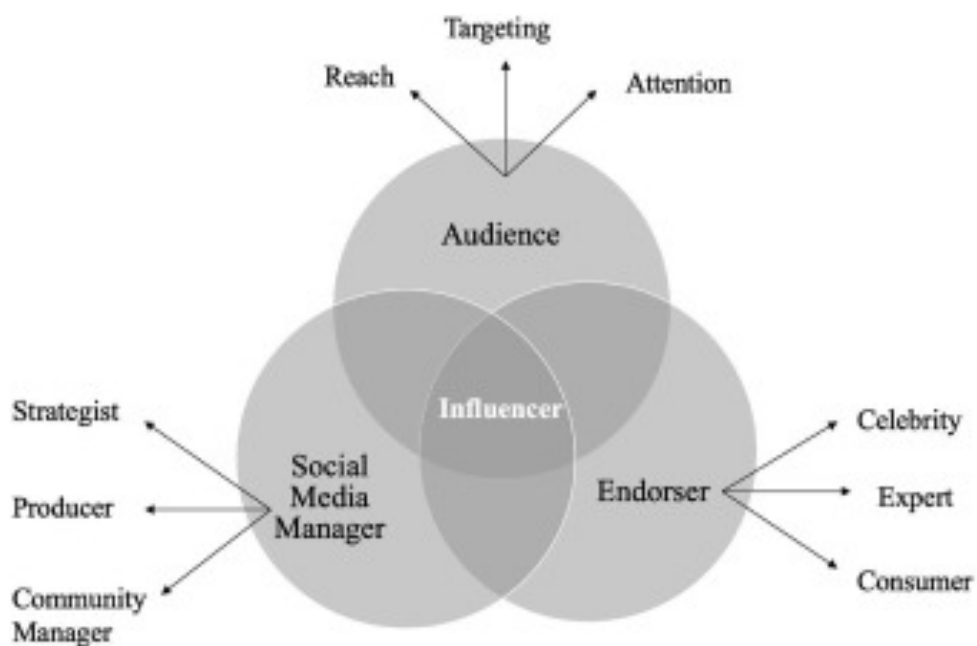 Targeting
Reach
Attention
Audience
Influencer
Strategist
Producer
Community
Manager
Social
Media
Manager
Endorser
Celebrity
Expert
Consumer